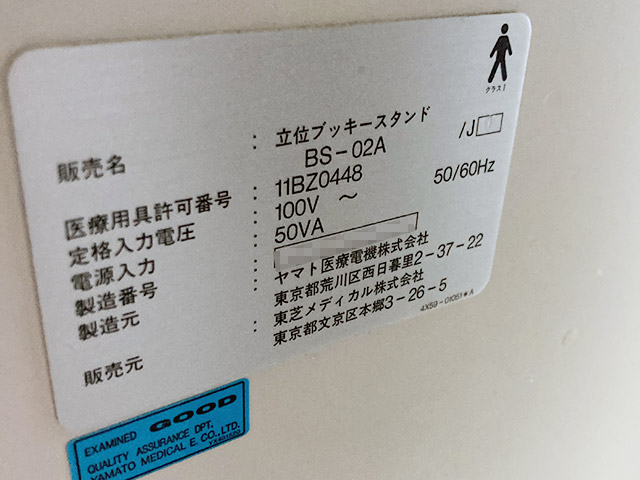 クラスI
販売名 : 立位ブッキースタンド
BS-02A /J
医療用具許可番号 : 11BZ0448
定格入力電圧 : 100V ～ 50/60Hz
電源入力 : 50VA
製造番号 :
製造元 : ヤマト医療電機株式会社
東京都荒川区西日暮里2-37-22
販売元 : 東芝メディカル株式会社
東京都文京区本郷3-26-5
4X59-01051★A
EXAMINED GOOD
QUALITY ASSURANCE DPT.
YAMATO MEDICAL E. CO., LTD.